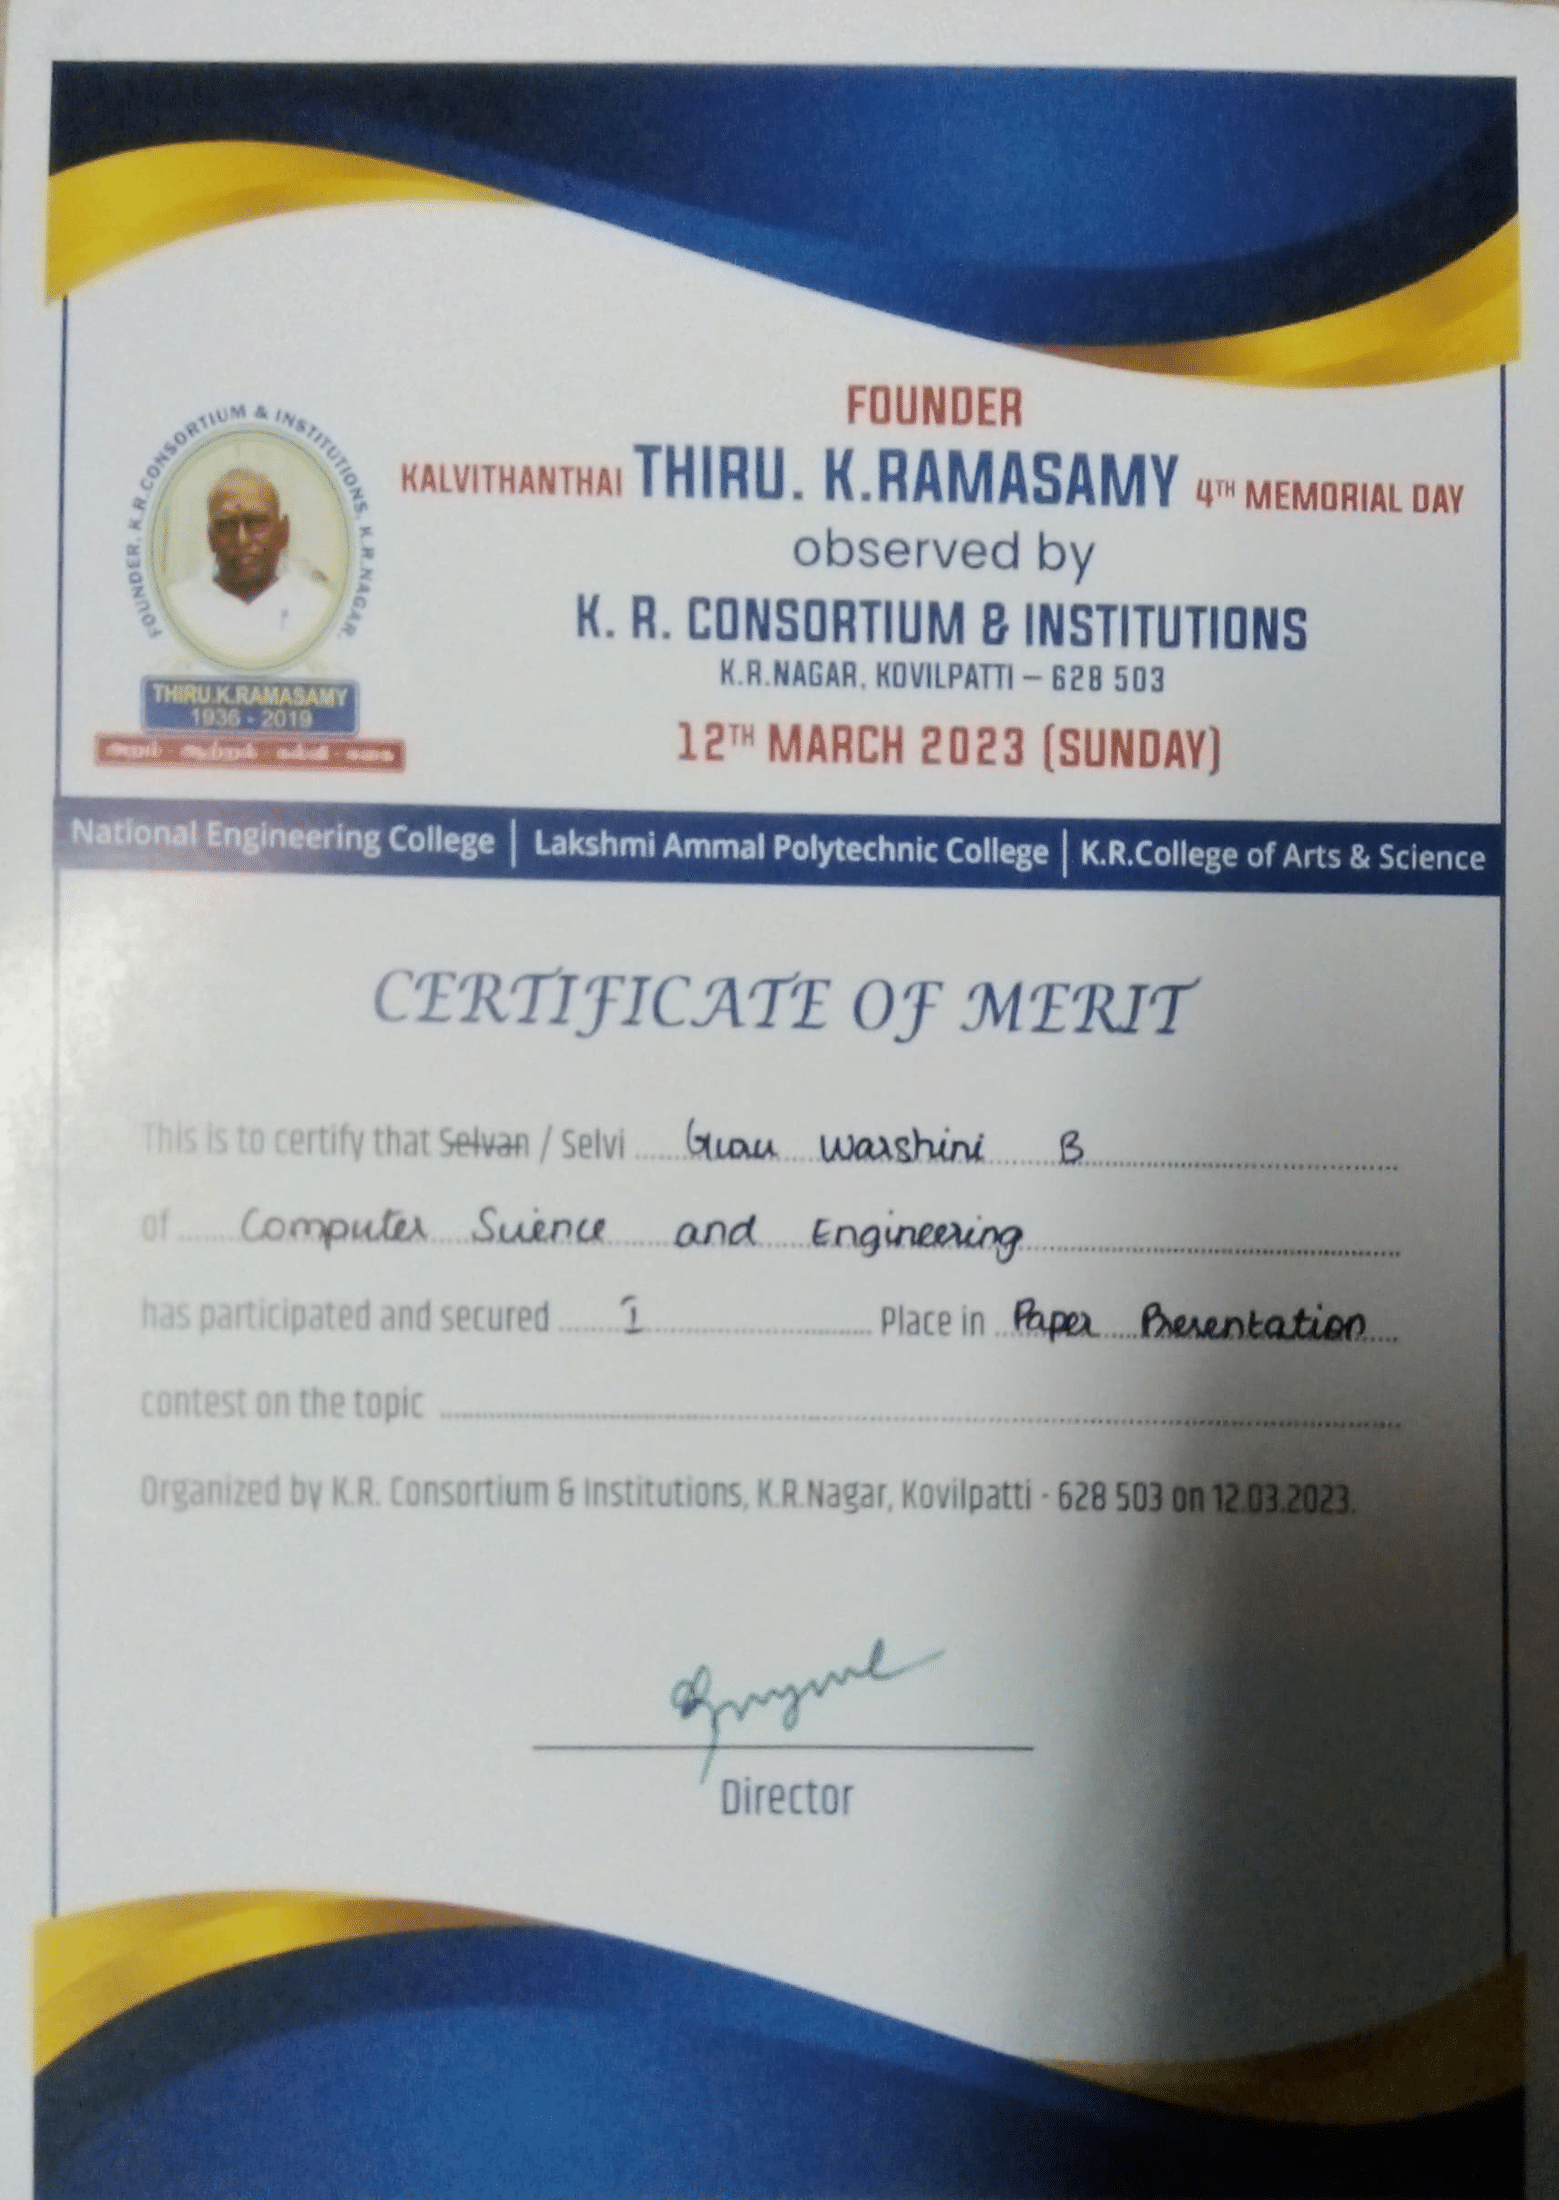 FOUNDER
KALVITHANTHAI THIRU. K.RAMASAMY 4TH MEMORIAL DAY
observed by
K. R. CONSORTIUM & INSTITUTIONS
K.R.NAGAR, KOVILPATTI – 628 503
12TH MARCH 2023 (SUNDAY)
FOUNDER, K.R.CONSORTIUM & INSTITUTIONS, K.R.NAGAR.
THIRU.K.RAMASAMY
1936 - 2019
National Engineering College | Lakshmi Ammal Polytechnic College | K.R.College of Arts & Science
CERTIFICATE OF MERIT
This is to certify that Selvan / Selvi Warshini B
of Computer Science and Engineering
has participated and secured I Place in Paper Presentation
contest on the topic
Organized by K.R. Consortium & Institutions, K.R.Nagar, Kovilpatti - 628 503 on 12.03.2023.
Director